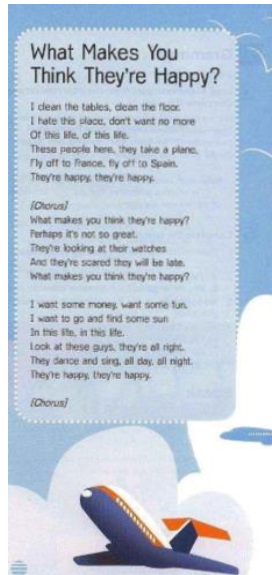 What Makes You
Think They're Happy?
I clean the tables, clean the floor.
I hate this place, don't want no more
Of this life, of this life.
These people here, they take a plane,
Fly off to France, fly off to Spain.
They're happy, they're happy.
[Chorus]
What makes you think they're happy?
Perhaps it's not so great.
They're looking at their watches
And they're scared they will be late.
What makes you think they're happy?
I want some money, want some fun.
I want to go and find some sun
In this life, in this life.
Look at these guys, they're all right.
They dance and sing, all day, all night.
They're happy, they're happy.
[Chorus]